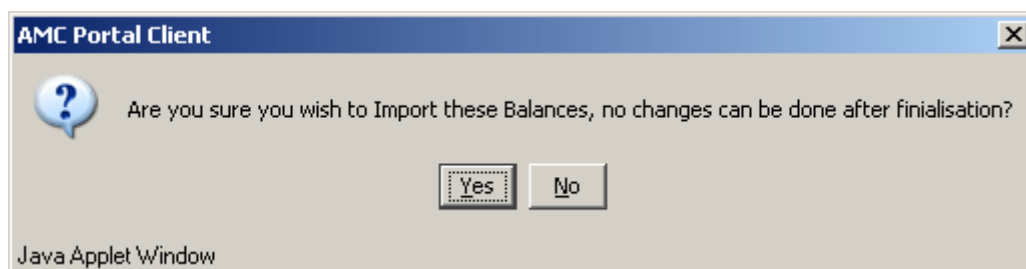 AMC Portal Client
Are you sure you wish to Import these Balances, no changes can be done after finialisation?
Yes No
Java Applet Window